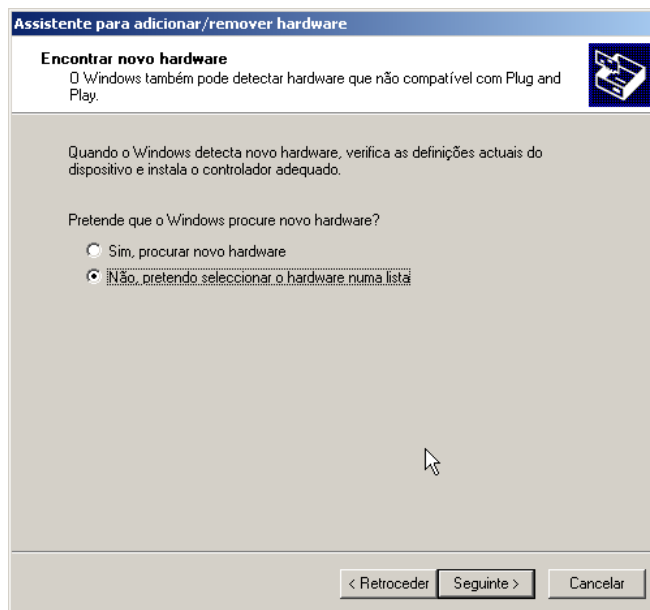 Assistente para adicionar/remover hardware
Encontrar novo hardware
O Windows também pode detectar hardware que não compatível com Plug and
Play.
Quando o Windows detecta novo hardware, verifica as definições actuais do
dispositivo e instala o controlador adequado.
Pretende que o Windows procure novo hardware?
Sim, procurar novo hardware
Não, pretendo seleccionar o hardware numa lista
< Retroceder Seguinte > Cancelar